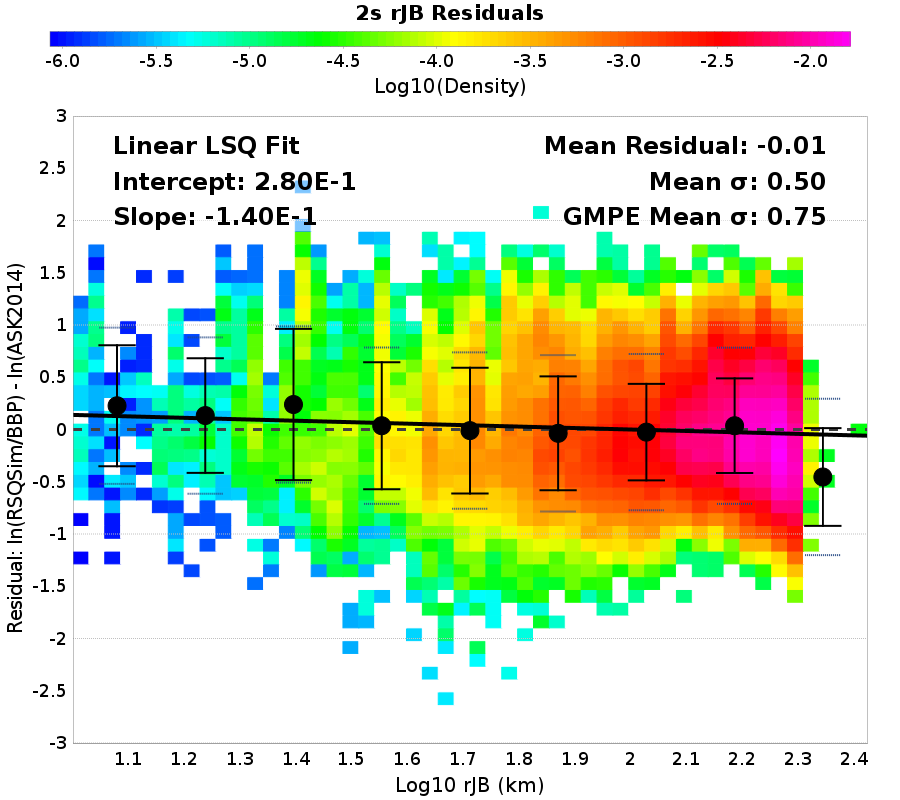 2s rJB Residuals
-6.0 -5.5 -5.0 -4.5 -4.0 -3.5 -3.0 -2.5 -2.0
Log10(Density)
Linear LSQ Fit
Intercept: 2.80E-1
Slope: -1.40E-1
Mean Residual: -0.01
Mean σ: 0.50
GMPE Mean σ: 0.75
Residual: ln(RSQSim/BBP) - ln(ASK2014)
3
2.5
2
1.5
1
0.5
0
-0.5
-1
-1.5
-2
-2.5
-3
1.1 1.2 1.3 1.4 1.5 1.6 1.7 1.8 1.9 2 2.1 2.2 2.3 2.4
Log10 rJB (km)